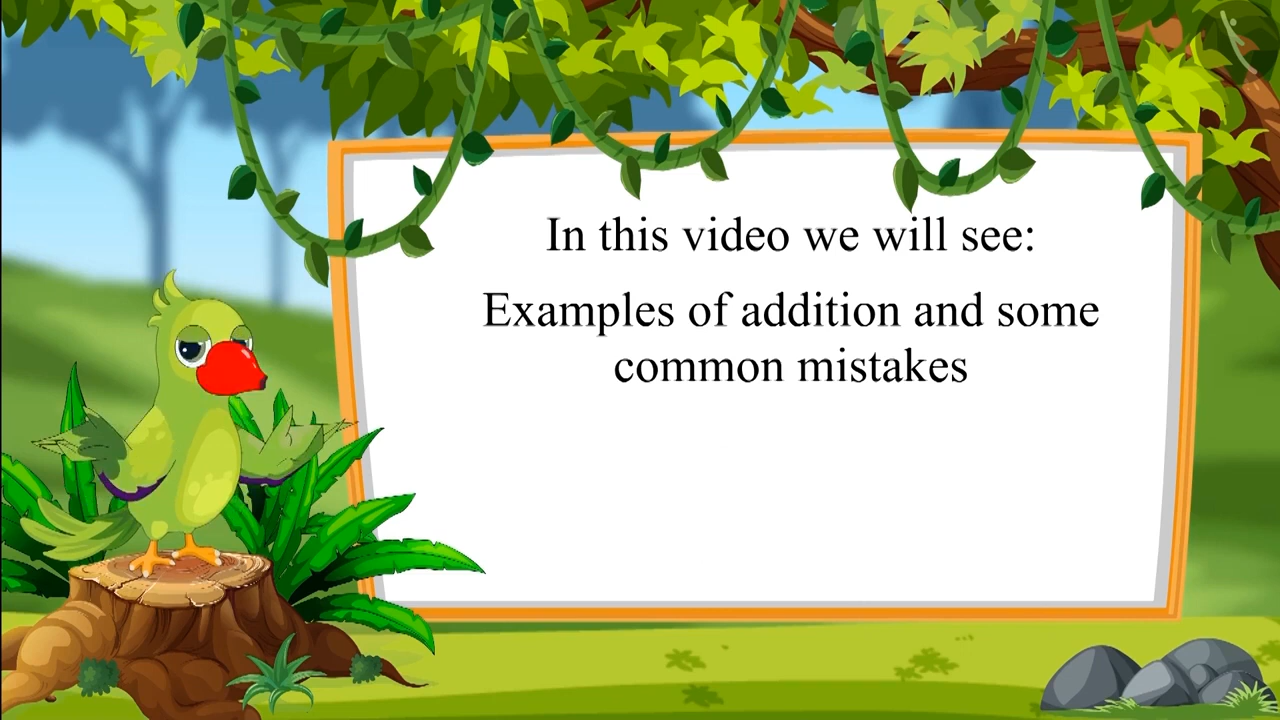 In this video we will see:
Examples of addition and some
common mistakes